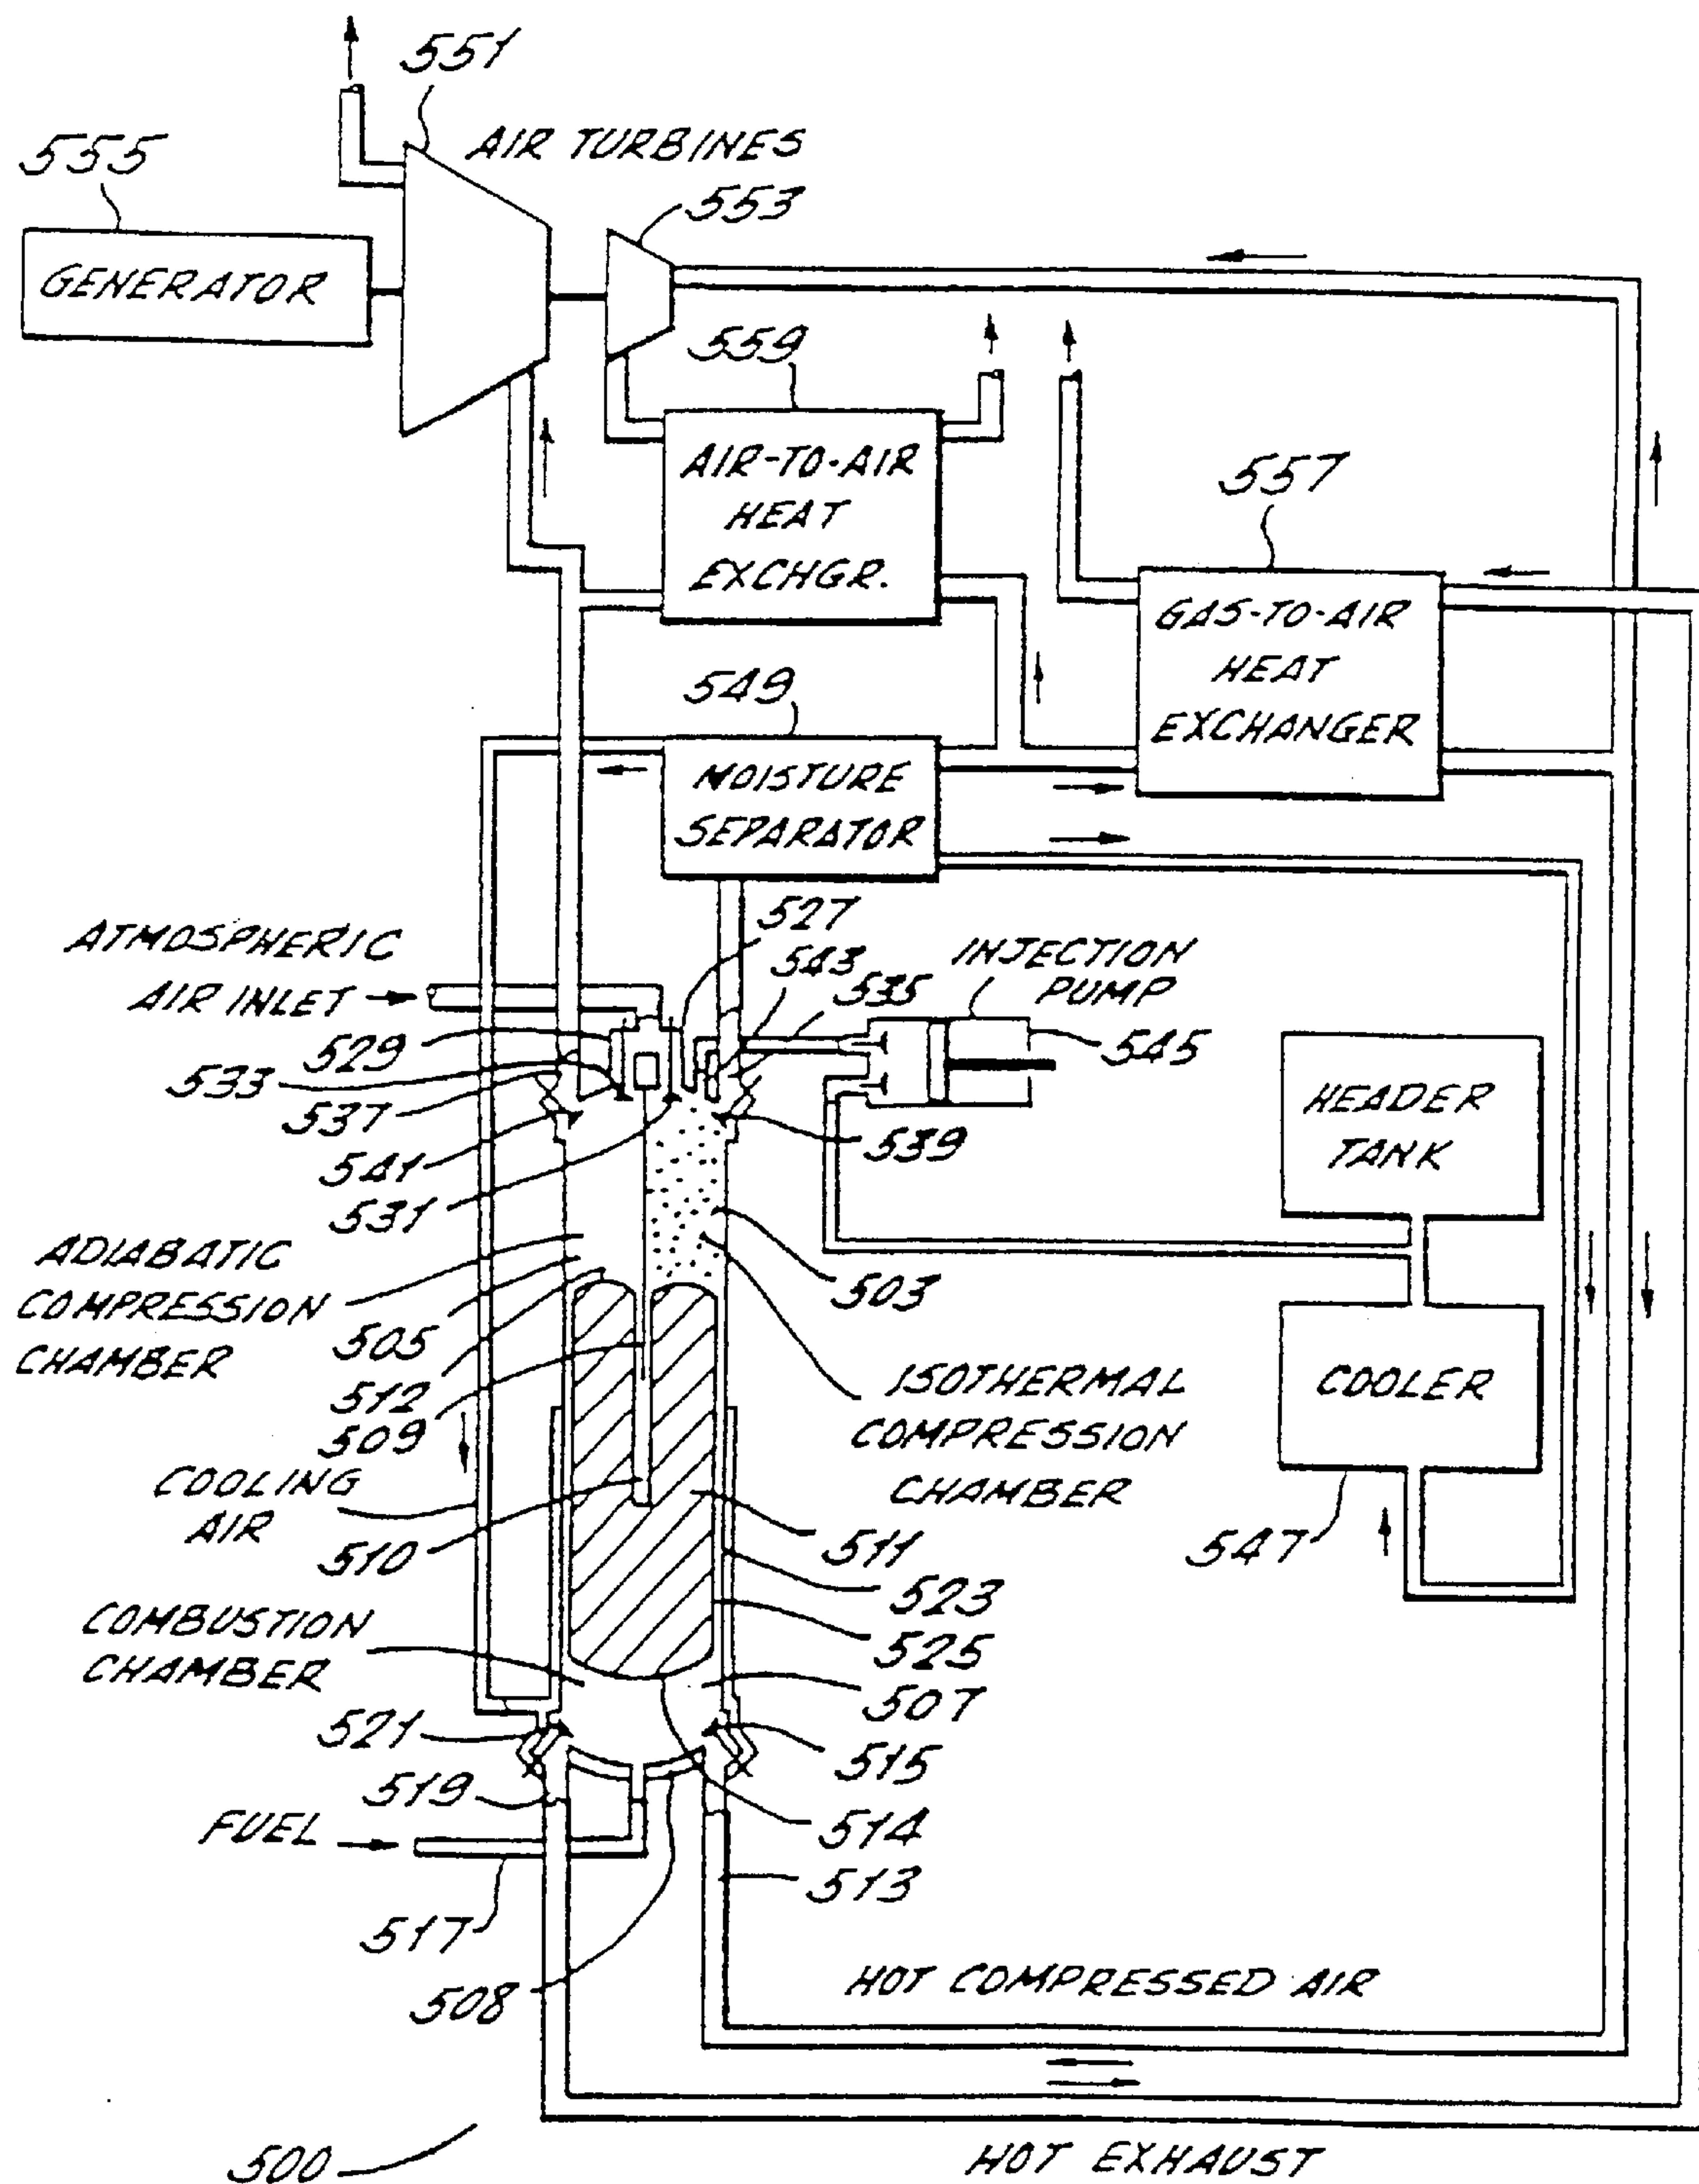 551
AIR TURBINES
555
553
GENERATOR
559
AIR-TO-AIR
HEAT
EXCHGR.
557
GAS-TO-AIR
HEAT
EXCHANGER
549
MOISTURE
SEPARATOR
527
ATMOSPHERIC
AIR INLET
543
INJECTION
PUMP
535
529
545
533
537
HEADER
TANK
541
539
531
ADIABATIC
COMPRESSION
CHAMBER
503
505
512
509
ISOTHERMAL
COMPRESSION
CHAMBER
COOLER
COOLING
AIR
510
511
547
523
COMBUSTION
CHAMBER
525
507
521
515
519
FUEL
514
513
517
508
HOT COMPRESSED AIR
500
HOT EXHAUST